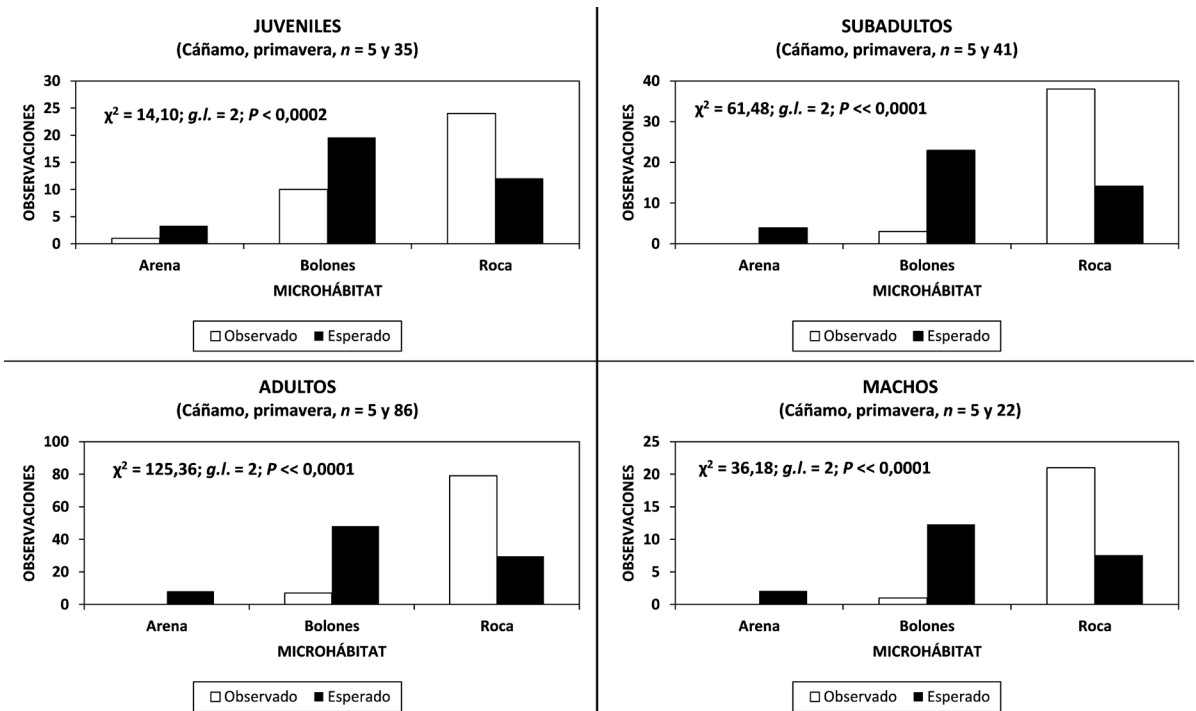 JUVENILES
(Cáñamo, primavera, n = 5 y 35)
χ² = 14,10; g.l. = 2; P < 0,0002
OBSERVACIONES
30
25
20
15
10
5
0
Arena Bolones Roca
MICROHÁBITAT
Observado Esperado
SUBADULTOS
(Cáñamo, primavera, n = 5 y 41)
χ² = 61,48; g.l. = 2; P << 0,0001
OBSERVACIONES
40
30
20
10
0
Arena Bolones Roca
MICROHÁBITAT
Observado Esperado
ADULTOS
(Cáñamo, primavera, n = 5 y 86)
χ² = 125,36; g.l. = 2; P << 0,0001
OBSERVACIONES
100
80
60
40
20
0
Arena Bolones Roca
MICROHÁBITAT
Observado Esperado
MACHOS
(Cáñamo, primavera, n = 5 y 22)
χ² = 36,18; g.l. = 2; P << 0,0001
OBSERVACIONES
25
20
15
10
5
0
Arena Bolones Roca
MICROHÁBITAT
Observado Esperado